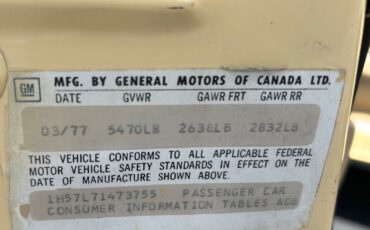 GM
MFG. BY GENERAL MOTORS OF CANADA LTD.
DATE GVWR GAWR FRT GAWR RR
03/77 5470LB 2638LB 2832LB
THIS VEHICLE CONFORMS TO ALL APPLICABLE FEDERAL
MOTOR VEHICLE SAFETY STANDARDS IN EFFECT ON THE
DATE OF MANUFACTURE SHOWN ABOVE.
1H57L71473755 PASSENGER CAR
CONSUMER INFORMATION TABLES ADB